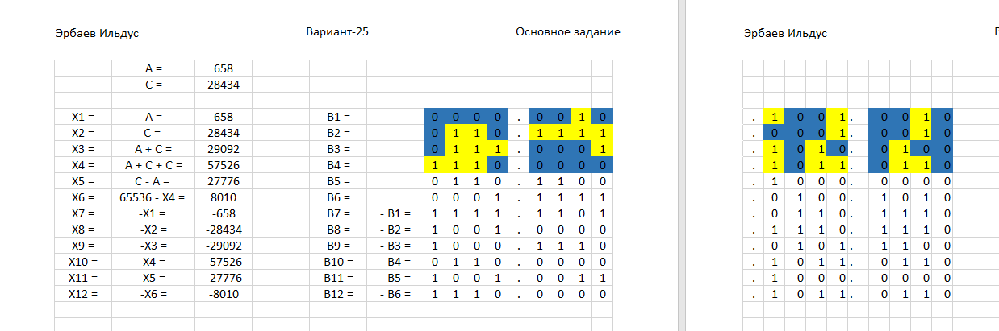 Эрбаев Ильдус Вариант-25 Основное задание Эрбаев Ильдус
A = 658
C = 28434
X1 = A = 658 B1 = 0 0 0 0 . 0 0 1 0 . 1 0 0 1 . 0 0 1 0
X2 = C = 28434 B2 = 0 1 1 0 . 1 1 1 1 . 0 0 0 1 . 0 0 1 0
X3 = A + C = 29092 B3 = 0 1 1 1 . 0 0 0 1 . 1 0 1 0 . 0 1 0 0
X4 = A + C + C = 57526 B4 = 1 1 1 0 . 0 0 0 0 . 1 0 1 1 . 0 1 1 0
X5 = C - A = 27776 B5 = 0 1 1 0 . 1 1 0 0 . 1 0 0 0 . 0 0 0 0
X6 = 65536 - X4 = 8010 B6 = 0 0 0 1 . 1 1 1 1 . 0 1 0 0 . 1 0 1 0
X7 = -X1 = -658 B7 = - B1 = 1 1 1 1 . 1 1 0 1 . 0 1 1 0 . 1 1 1 0
X8 = -X2 = -28434 B8 = - B2 = 1 0 0 1 . 0 0 0 0 . 1 1 1 0 . 1 1 1 0
X9 = -X3 = -29092 B9 = - B3 = 1 0 0 0 . 1 1 1 0 . 0 1 0 1 . 1 1 0 0
X10 = -X4 = -57526 B10 = - B4 = 0 1 1 0 . 0 0 0 0 . 1 0 1 1 . 0 1 1 0
X11 = -X5 = -27776 B11 = - B5 = 1 0 0 1 . 0 0 1 1 . 1 0 0 0 . 0 0 0 0
X12 = -X6 = -8010 B12 = - B6 = 1 1 1 0 . 0 0 0 0 . 1 0 1 1 . 0 1 1 0